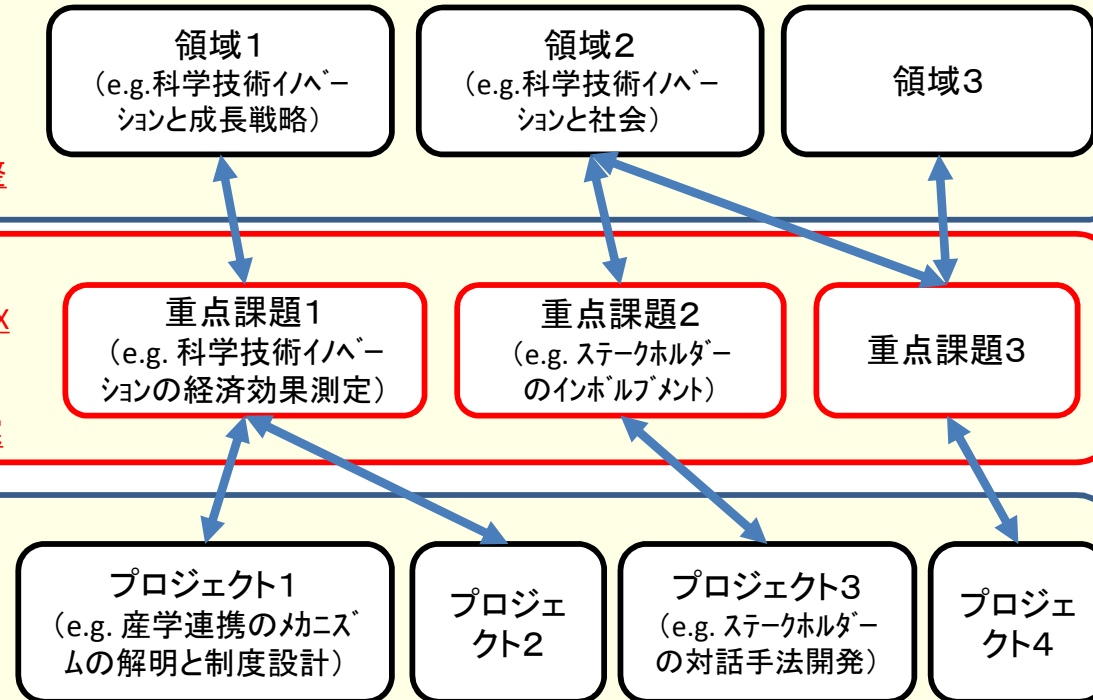 領域1
(e.g.科学技術イノベー
ションと成長戦略)
領域2
(e.g.科学技術イノベー
ションと社会)
領域3
重点課題1
(e.g. 科学技術イノベー
ションの経済効果測定)
重点課題2
(e.g. ステークホルダー
のインボルブメント)
重点課題3
プロジェクト1
(e.g. 産学連携のメカニズ
ムの解明と制度設計)
プロジェ
クト2
プロジェクト3
(e.g. ステークホルダー
の対話手法開発)
プロジェ
クト4